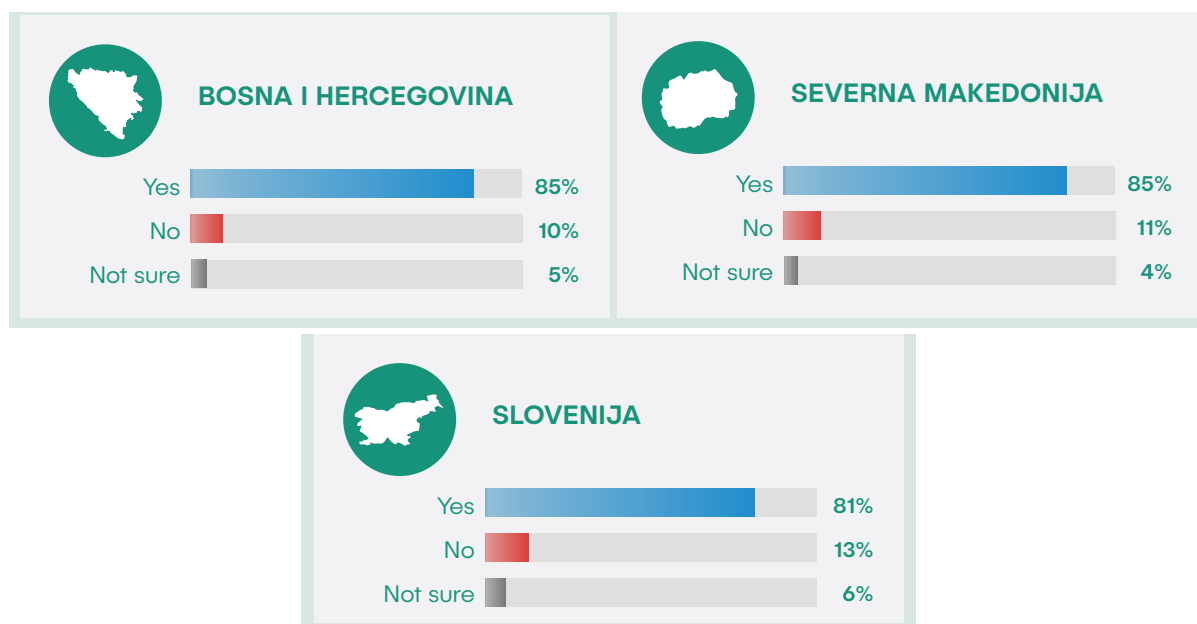 BOSNA I HERCEGOVINA
Yes 85%
No 10%
Not sure 5%
SEVERNA MAKEDONIJA
Yes 85%
No 11%
Not sure 4%
SLOVENIJA
Yes 81%
No 13%
Not sure 6%